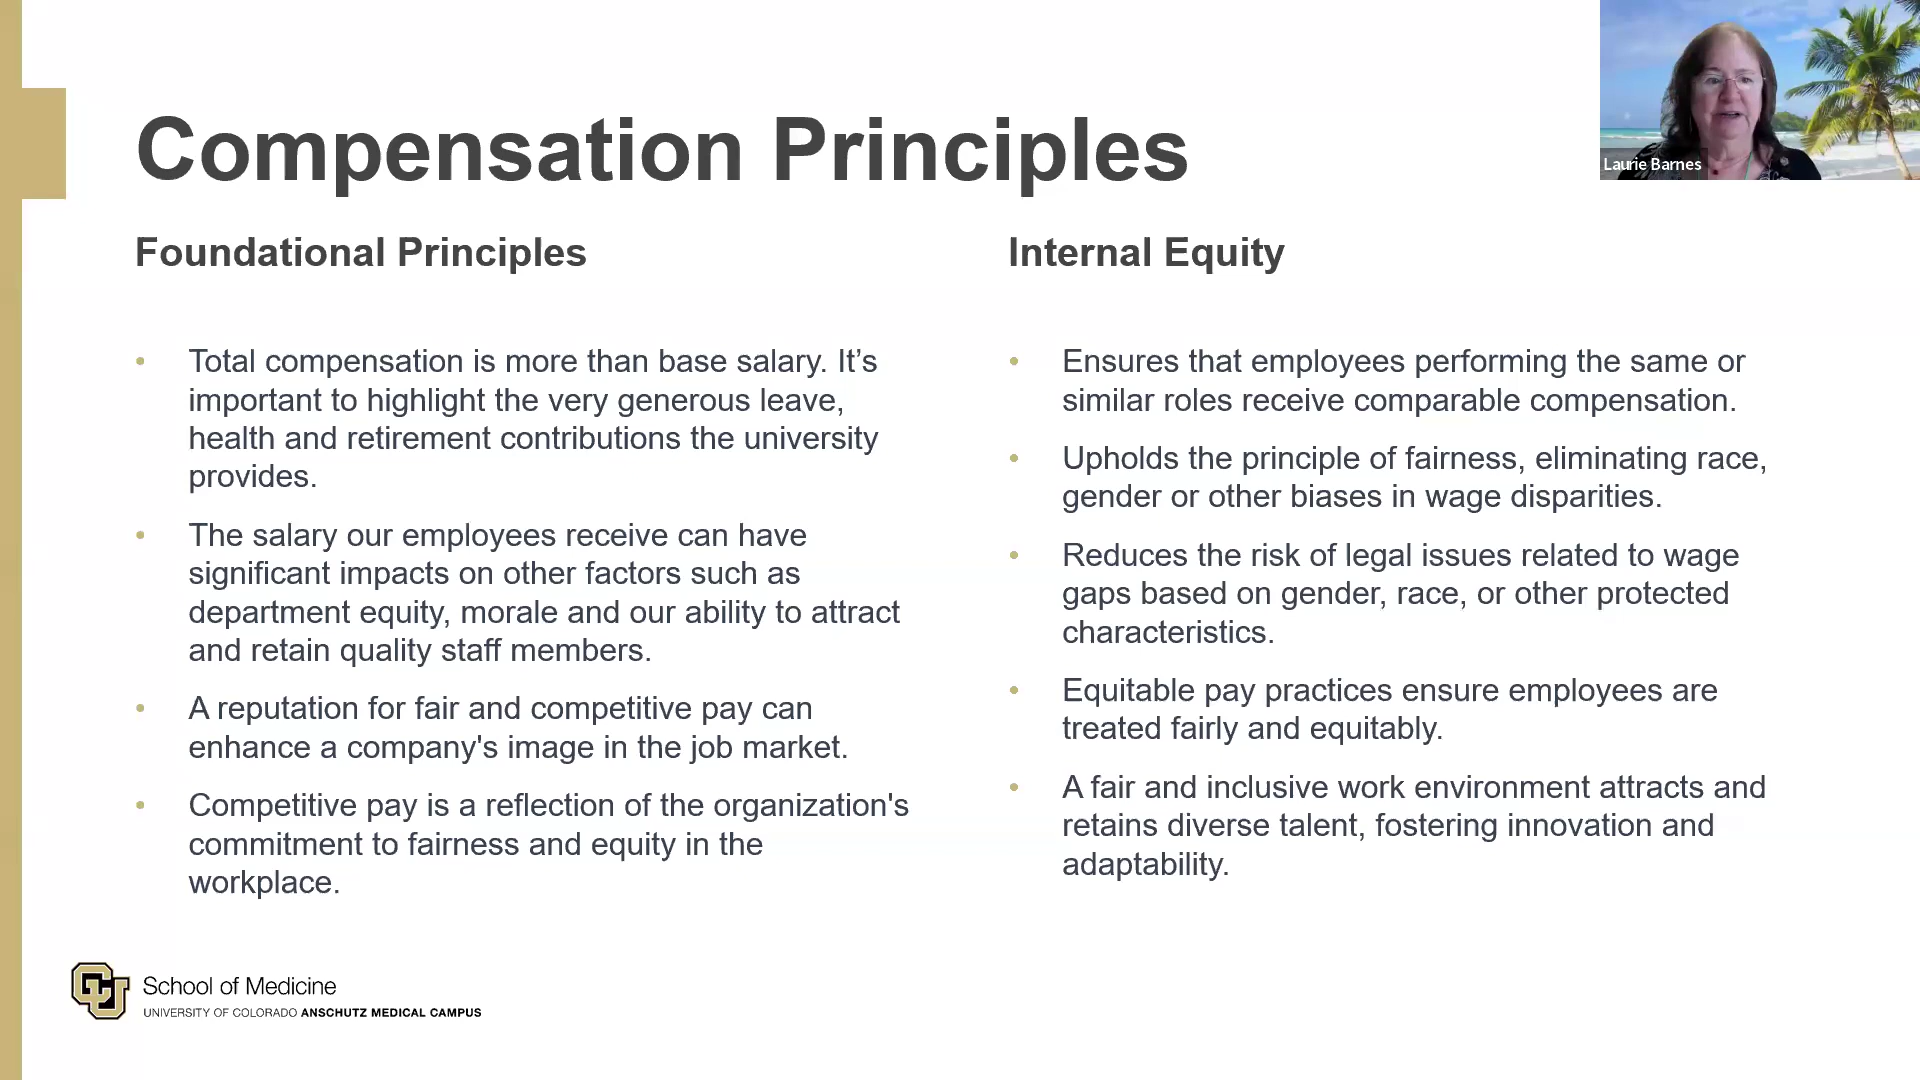 Compensation Principles
Laurie Barnes
Foundational Principles
• Total compensation is more than base salary. It’s
important to highlight the very generous leave,
health and retirement contributions the university
provides.
• The salary our employees receive can have
significant impacts on other factors such as
department equity, morale and our ability to attract
and retain quality staff members.
• A reputation for fair and competitive pay can
enhance a company's image in the job market.
• Competitive pay is a reflection of the organization's
commitment to fairness and equity in the
workplace.
Internal Equity
• Ensures that employees performing the same or
similar roles receive comparable compensation.
• Upholds the principle of fairness, eliminating race,
gender or other biases in wage disparities.
• Reduces the risk of legal issues related to wage
gaps based on gender, race, or other protected
characteristics.
• Equitable pay practices ensure employees are
treated fairly and equitably.
• A fair and inclusive work environment attracts and
retains diverse talent, fostering innovation and
adaptability.
CU
School of Medicine
UNIVERSITY OF COLORADO ANSCHUTZ MEDICAL CAMPUS